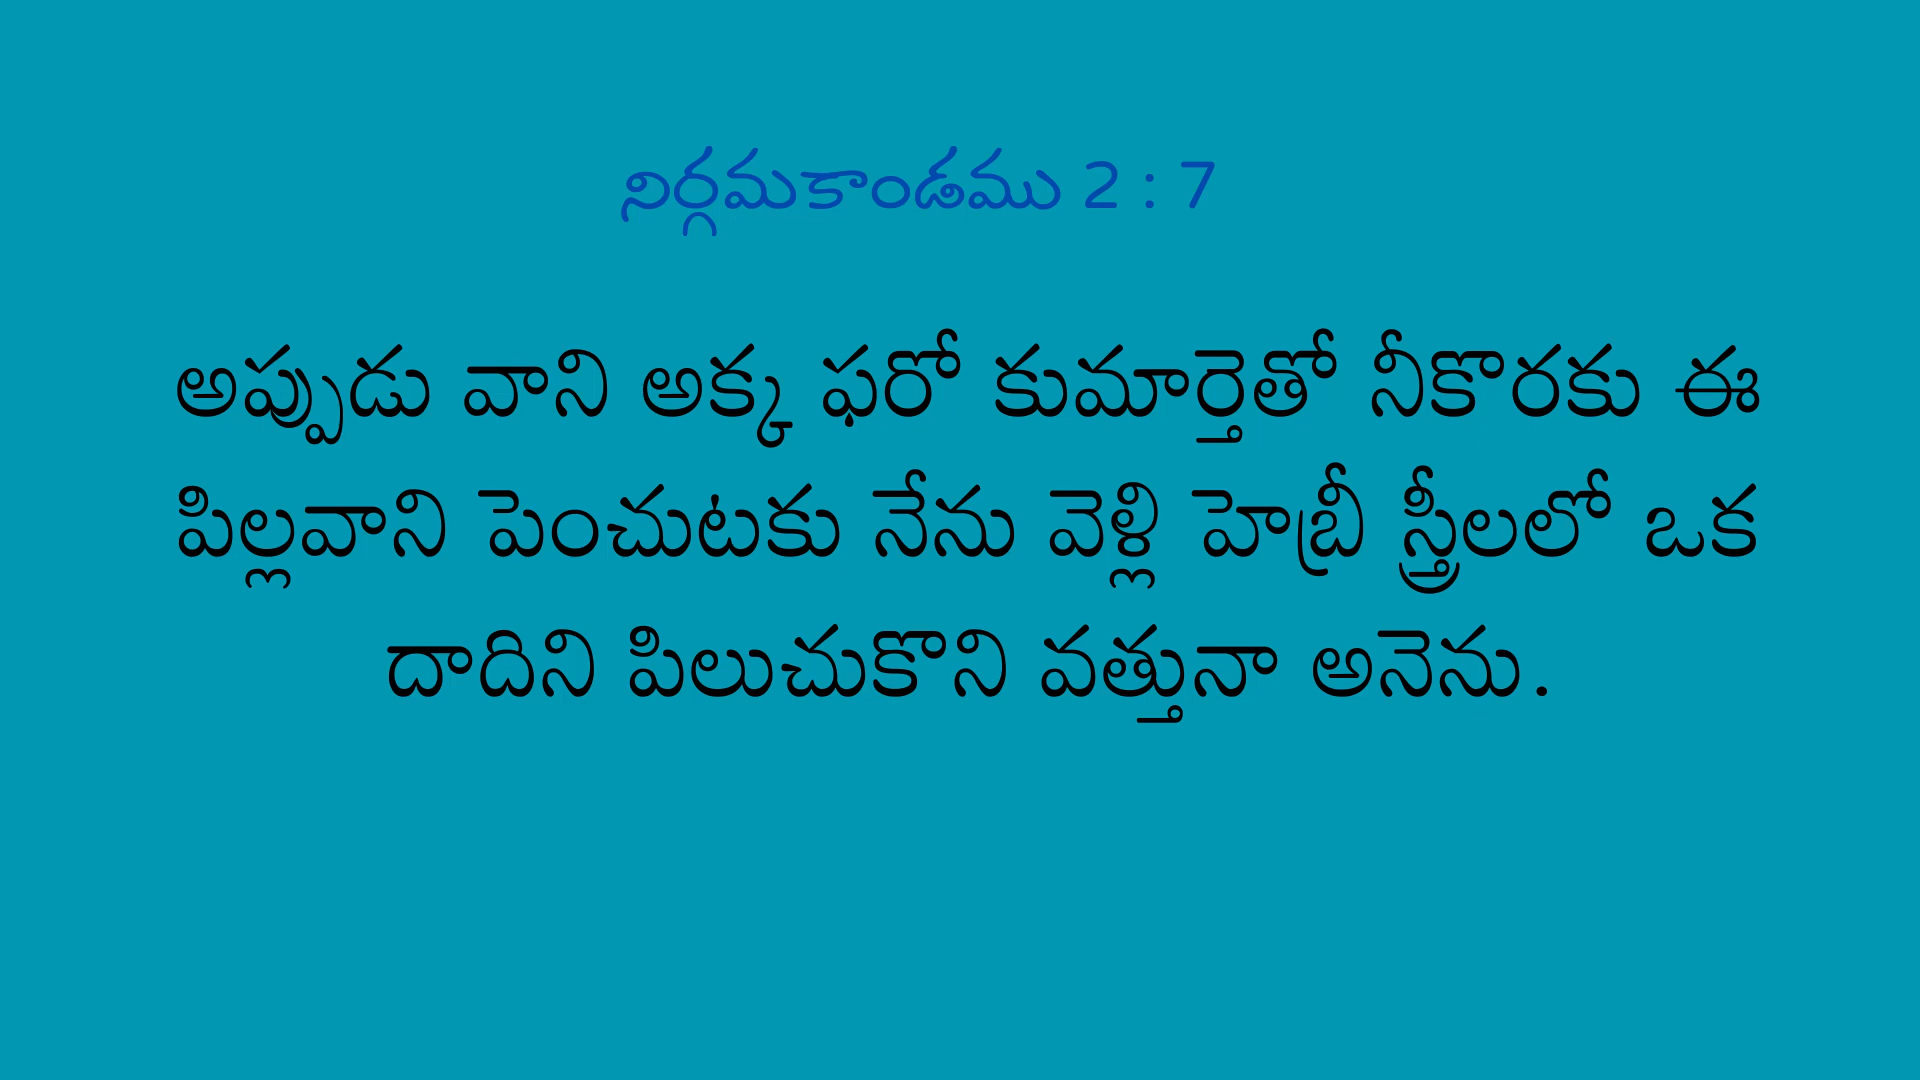 నిర్గమకాండము 2 : 7
అప్పుడు వాని అక్క ఫరో కుమార్తెతో నీకొరకు ఈ
పిల్లవాని పెంచుటకు నేను వెళ్లి హెబ్రీ స్త్రీలలో ఒక
దాదిని పిలుచుకొని వత్తునా అనెను.